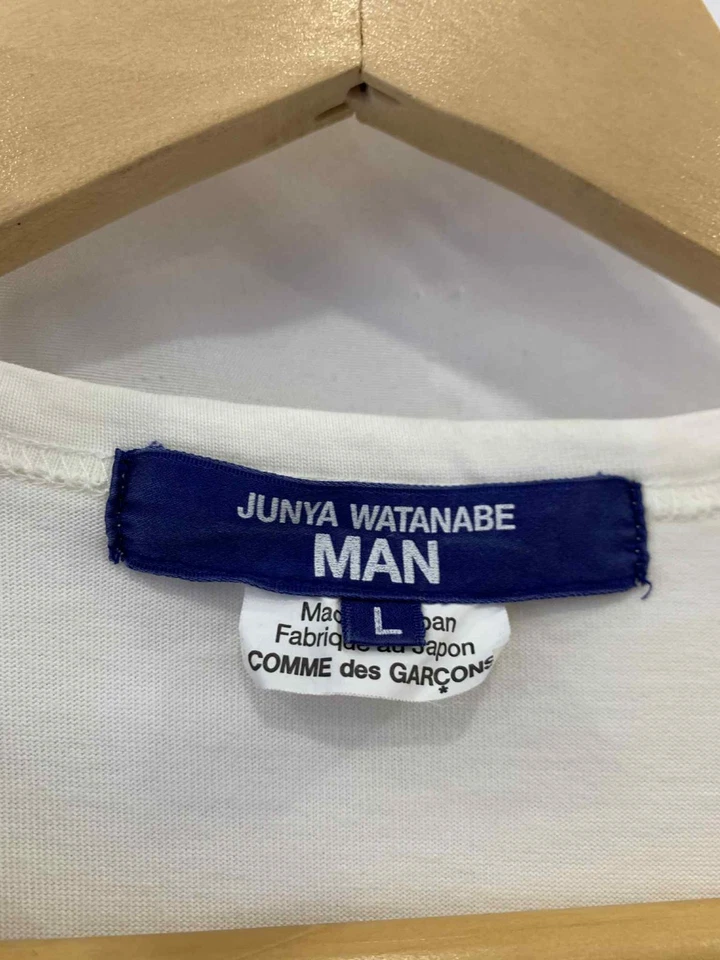 JUNYA WATANABE
MAN
L
Fabrique au Japon
COMME des GARÇONS
*